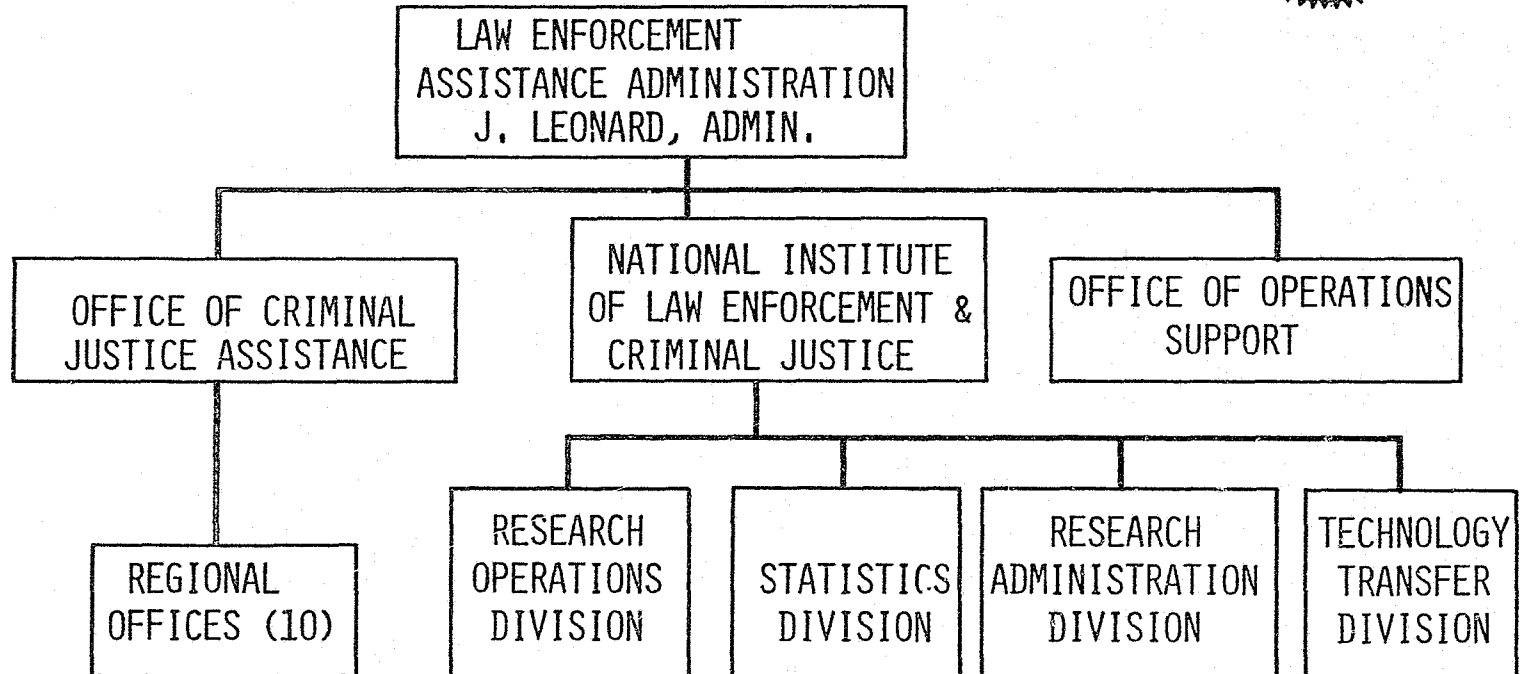 LAW ENFORCEMENT
ASSISTANCE ADMINISTRATION
J. LEONARD, ADMIN.
OFFICE OF CRIMINAL
JUSTICE ASSISTANCE
NATIONAL INSTITUTE
OF LAW ENFORCEMENT &
CRIMINAL JUSTICE
OFFICE OF OPERATIONS
SUPPORT
REGIONAL
OFFICES (10)
RESEARCH
OPERATIONS
DIVISION
STATISTICS
DIVISION
RESEARCH
ADMINISTRATION
DIVISION
TECHNOLOGY
TRANSFER
DIVISION